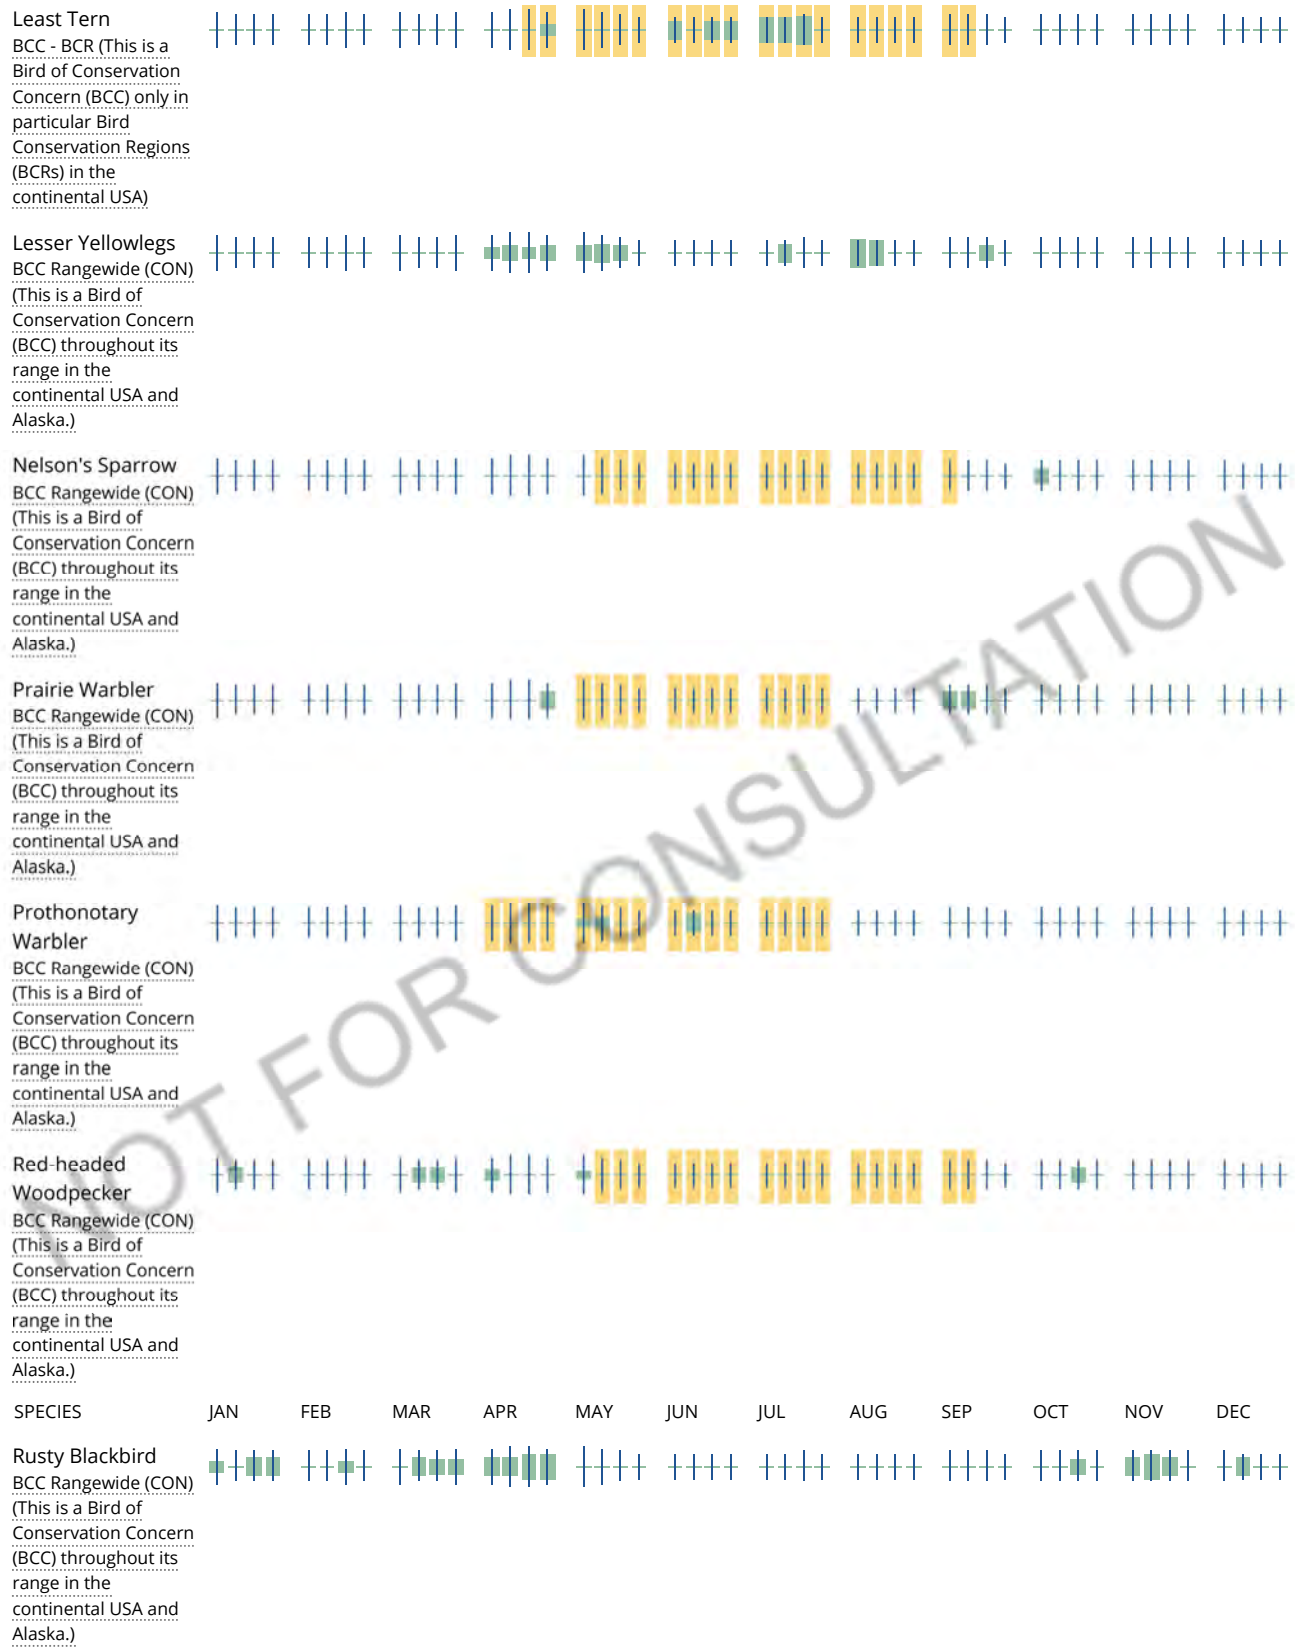 Least Tern
BCC - BCR (This is a
Bird of Conservation
Concern (BCC) only in
particular Bird
Conservation Regions
(BCRs) in the
continental USA)
Lesser Yellowlegs
BCC Rangewide (CON)
(This is a Bird of
Conservation Concern
(BCC) throughout its
range in the
continental USA and
Alaska.)
Nelson's Sparrow
BCC Rangewide (CON)
(This is a Bird of
Conservation Concern
(BCC) throughout its
range in the
continental USA and
Alaska.)
Prairie Warbler
BCC Rangewide (CON)
(This is a Bird of
Conservation Concern
(BCC) throughout its
range in the
continental USA and
Alaska.)
Prothonotary
Warbler
BCC Rangewide (CON)
(This is a Bird of
Conservation Concern
(BCC) throughout its
range in the
continental USA and
Alaska.)
Red-headed
Woodpecker
BCC Rangewide (CON)
(This is a Bird of
Conservation Concern
(BCC) throughout its
range in the
continental USA and
Alaska.)
SPECIES JAN FEB MAR APR MAY JUN JUL AUG SEP OCT NOV DEC
Rusty Blackbird
BCC Rangewide (CON)
(This is a Bird of
Conservation Concern
(BCC) throughout its
range in the
continental USA and
Alaska.)
NOT FOR CONSULTATION